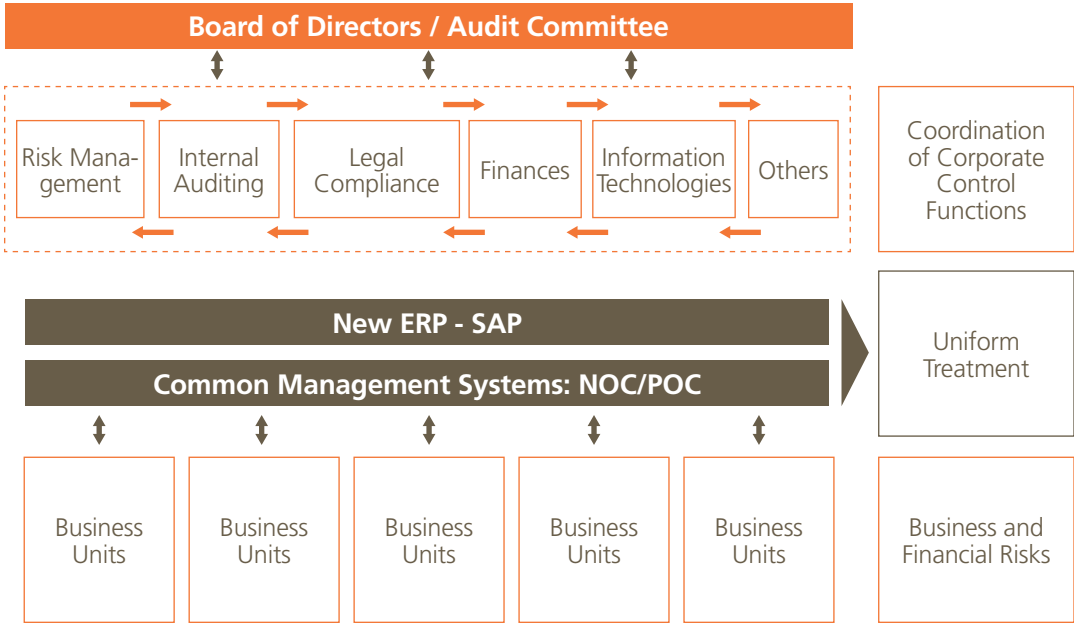 Board of Directors / Audit Committee
Risk Mana-
gement
Internal
Auditing
Legal
Compliance
Finances
Information
Technologies
Others
Coordination
of Corporate
Control
Functions
New ERP - SAP
Common Management Systems: NOC/POC
Uniform
Treatment
Business
Units
Business
Units
Business
Units
Business
Units
Business
Units
Business and
Financial Risks